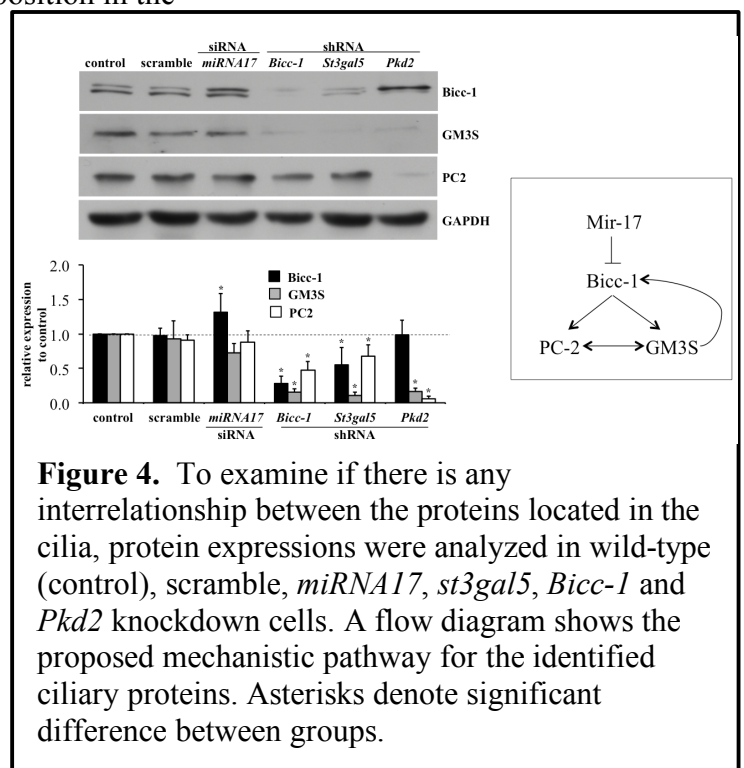 position in the
siRNA shRNA
control scramble miRNA17 Bicc-1 St3gal5 Pkd2
Bicc-1
GM3S
PC2
GAPDH
relative expression
to control
2.0
1.5
1.0
0.5
0.0
Bicc-1
GM3S
PC2
*
* * *
* * *
* *
control scramble miRNA17 Bicc-1 St3gal5 Pkd2
siRNA shRNA
Mir-17
Bicc-1
PC-2 GM3S
Figure 4. To examine if there is any
interrelationship between the proteins located in the
cilia, protein expressions were analyzed in wild-type
(control), scramble, miRNA17, st3gal5, Bicc-1 and
Pkd2 knockdown cells. A flow diagram shows the
proposed mechanistic pathway for the identified
ciliary proteins. Asterisks denote significant
difference between groups.